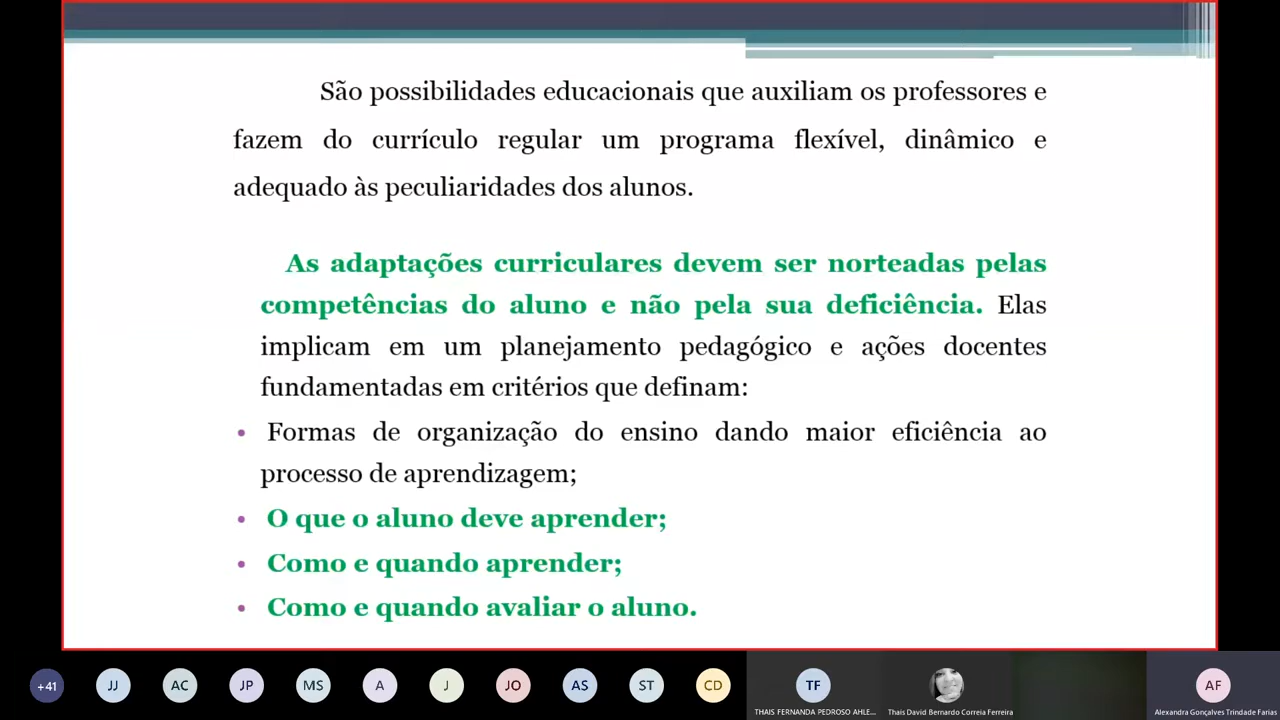 São possibilidades educacionais que auxiliam os professores e
fazem do currículo regular um programa flexível, dinâmico e
adequado às peculiaridades dos alunos.
As adaptações curriculares devem ser norteadas pelas
competências do aluno e não pela sua deficiência. Elas
implicam em um planejamento pedagógico e ações docentes
fundamentadas em critérios que definam:
• Formas de organização do ensino dando maior eficiência ao
processo de aprendizagem;
• O que o aluno deve aprender;
• Como e quando aprender;
• Como e quando avaliar o aluno.
+41 JJ AC JP MS A J JO AS ST CD TF AF
THAIS FERNANDA PEDROSO AHLE... Thais David Bernardo Correia Ferreira Alexandra Gonçalves Trindade Farias